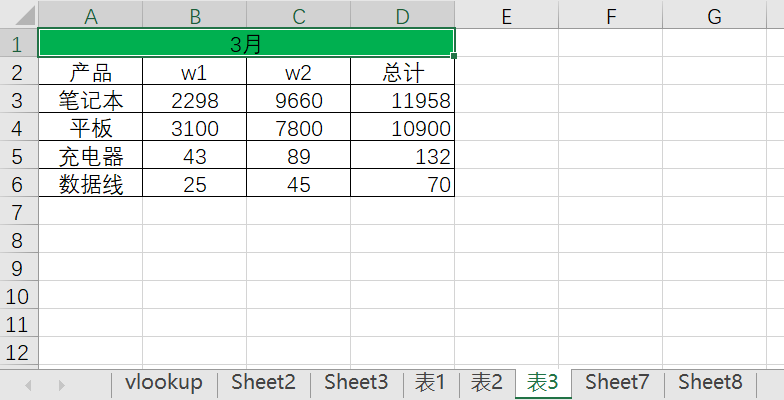 A B C D E F G
1 3月
2 产品 w1 w2 总计
3 笔记本 2298 9660 11958
4 平板 3100 7800 10900
5 充电器 43 89 132
6 数据线 25 45 70
7
8
9
10
11
12
vlookup Sheet2 Sheet3 表1 表2 表3 Sheet7 Sheet8